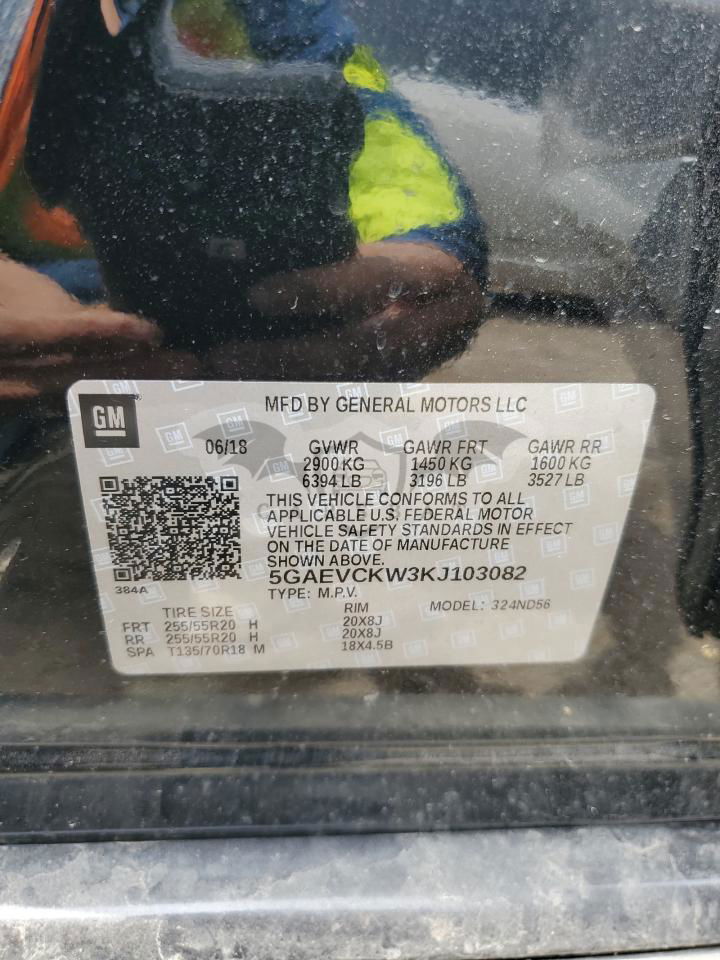 GM
MFD BY GENERAL MOTORS LLC
06/18 GVWR GAWR FRT GAWR RR
2900 KG 1450 KG 1600 KG
6394 LB 3196 LB 3527 LB
THIS VEHICLE CONFORMS TO ALL
APPLICABLE U.S. FEDERAL MOTOR
VEHICLE SAFETY STANDARDS IN EFFECT
ON THE DATE OF MANUFACTURE
SHOWN ABOVE.
5GAEVCKW3KJ103082
384A
TYPE: M.P.V.
TIRE SIZE RIM MODEL: 324ND56
FRT 255/55R20 H 20X8J
RR 255/55R20 H 20X8J
SPA T135/70R18 M 18X4.5B